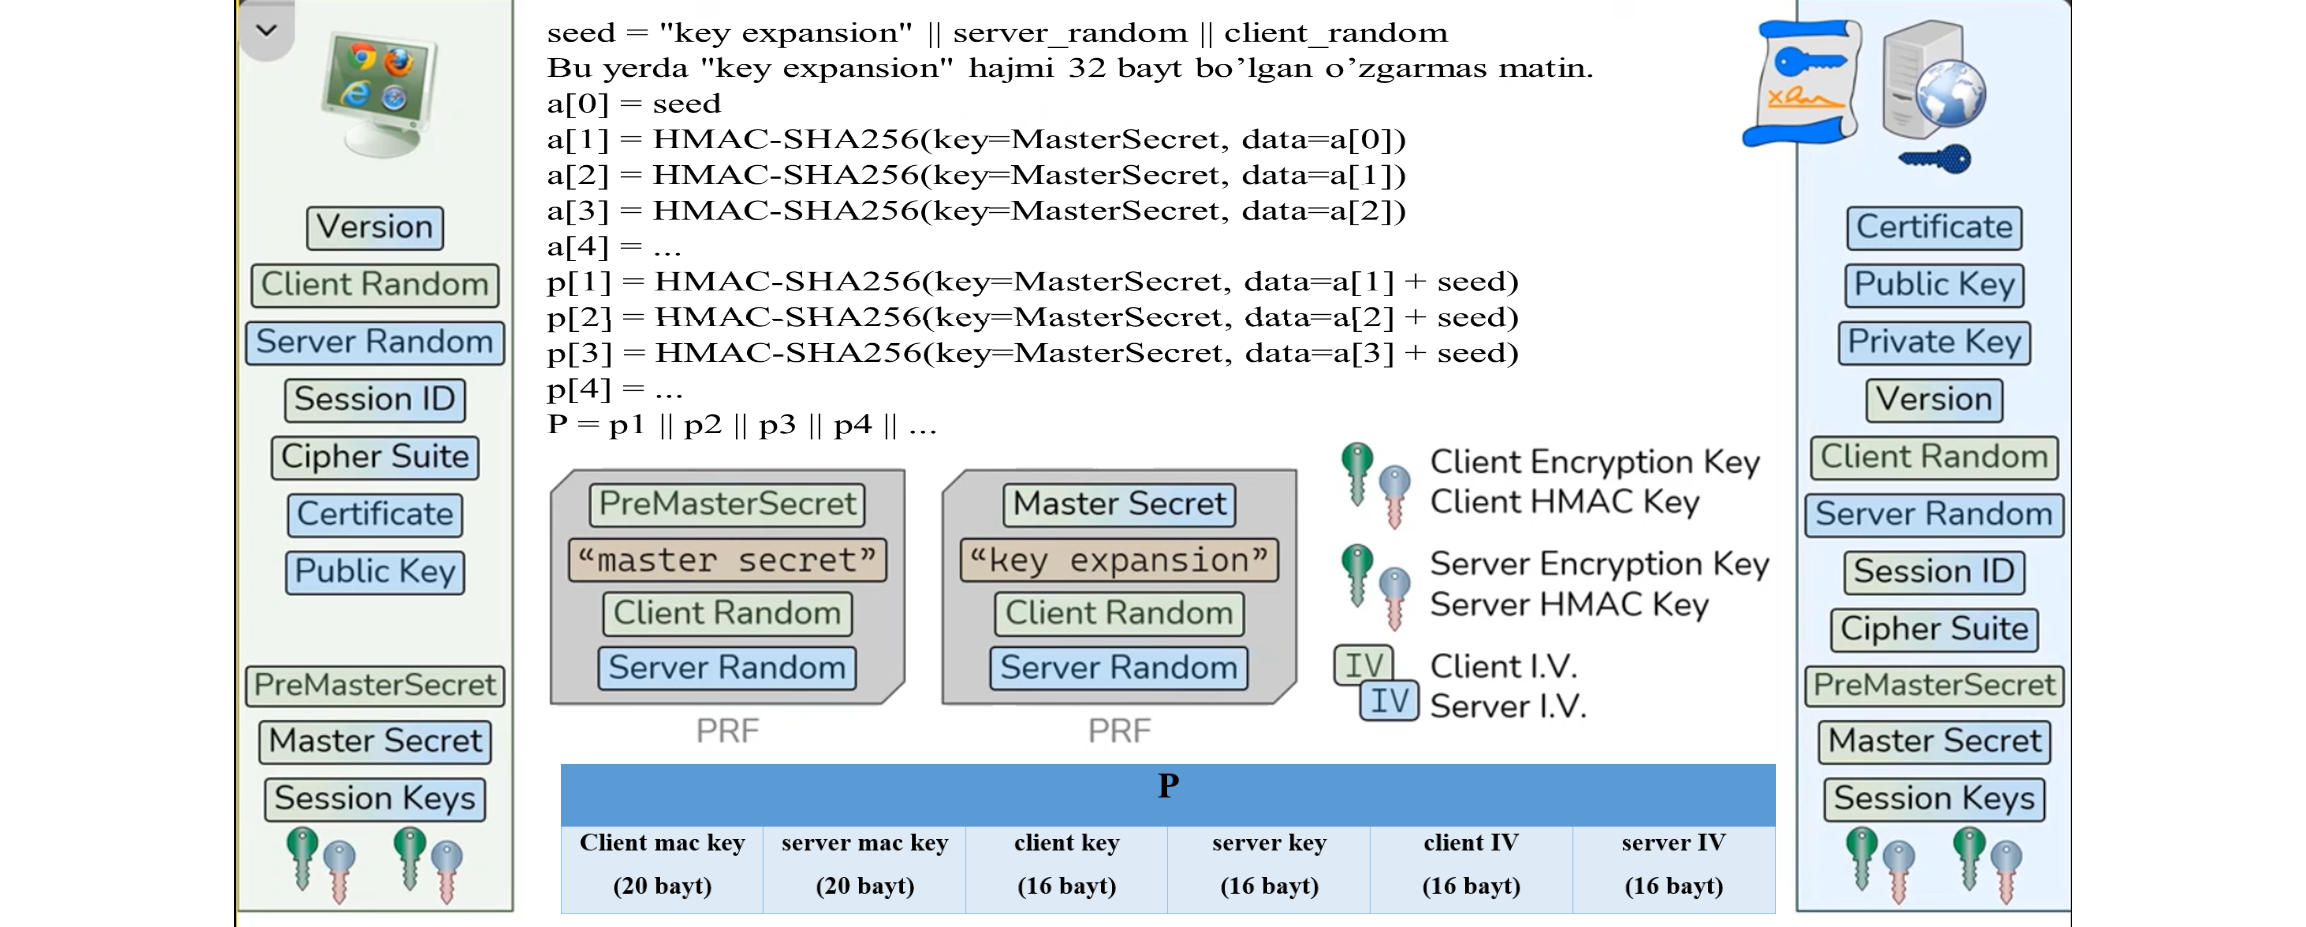 seed = "key expansion" || server_random || client_random
Bu yerda "key expansion" hajmi 32 bayt bo’lgan o’zgarmas matin.
a[0] = seed
a[1] = HMAC-SHA256(key=MasterSecret, data=a[0])
a[2] = HMAC-SHA256(key=MasterSecret, data=a[1])
a[3] = HMAC-SHA256(key=MasterSecret, data=a[2])
a[4] = ...
p[1] = HMAC-SHA256(key=MasterSecret, data=a[1] + seed)
p[2] = HMAC-SHA256(key=MasterSecret, data=a[2] + seed)
p[3] = HMAC-SHA256(key=MasterSecret, data=a[3] + seed)
p[4] = ...
P = p1 || p2 || p3 || p4 || ...
Version
Client Random
Server Random
Session ID
Cipher Suite
Certificate
Public Key
PreMasterSecret
Master Secret
Session Keys
PreMasterSecret
“master secret”
Client Random
Server Random
PRF
Master Secret
“key expansion”
Client Random
Server Random
PRF
Client Encryption Key
Client HMAC Key
Server Encryption Key
Server HMAC Key
IV
Client I.V.
IV
Server I.V.
P
Client mac key
(20 bayt)
server mac key
(20 bayt)
client key
(16 bayt)
server key
(16 bayt)
client IV
(16 bayt)
server IV
(16 bayt)
Certificate
Public Key
Private Key
Version
Client Random
Server Random
Session ID
Cipher Suite
PreMasterSecret
Master Secret
Session Keys